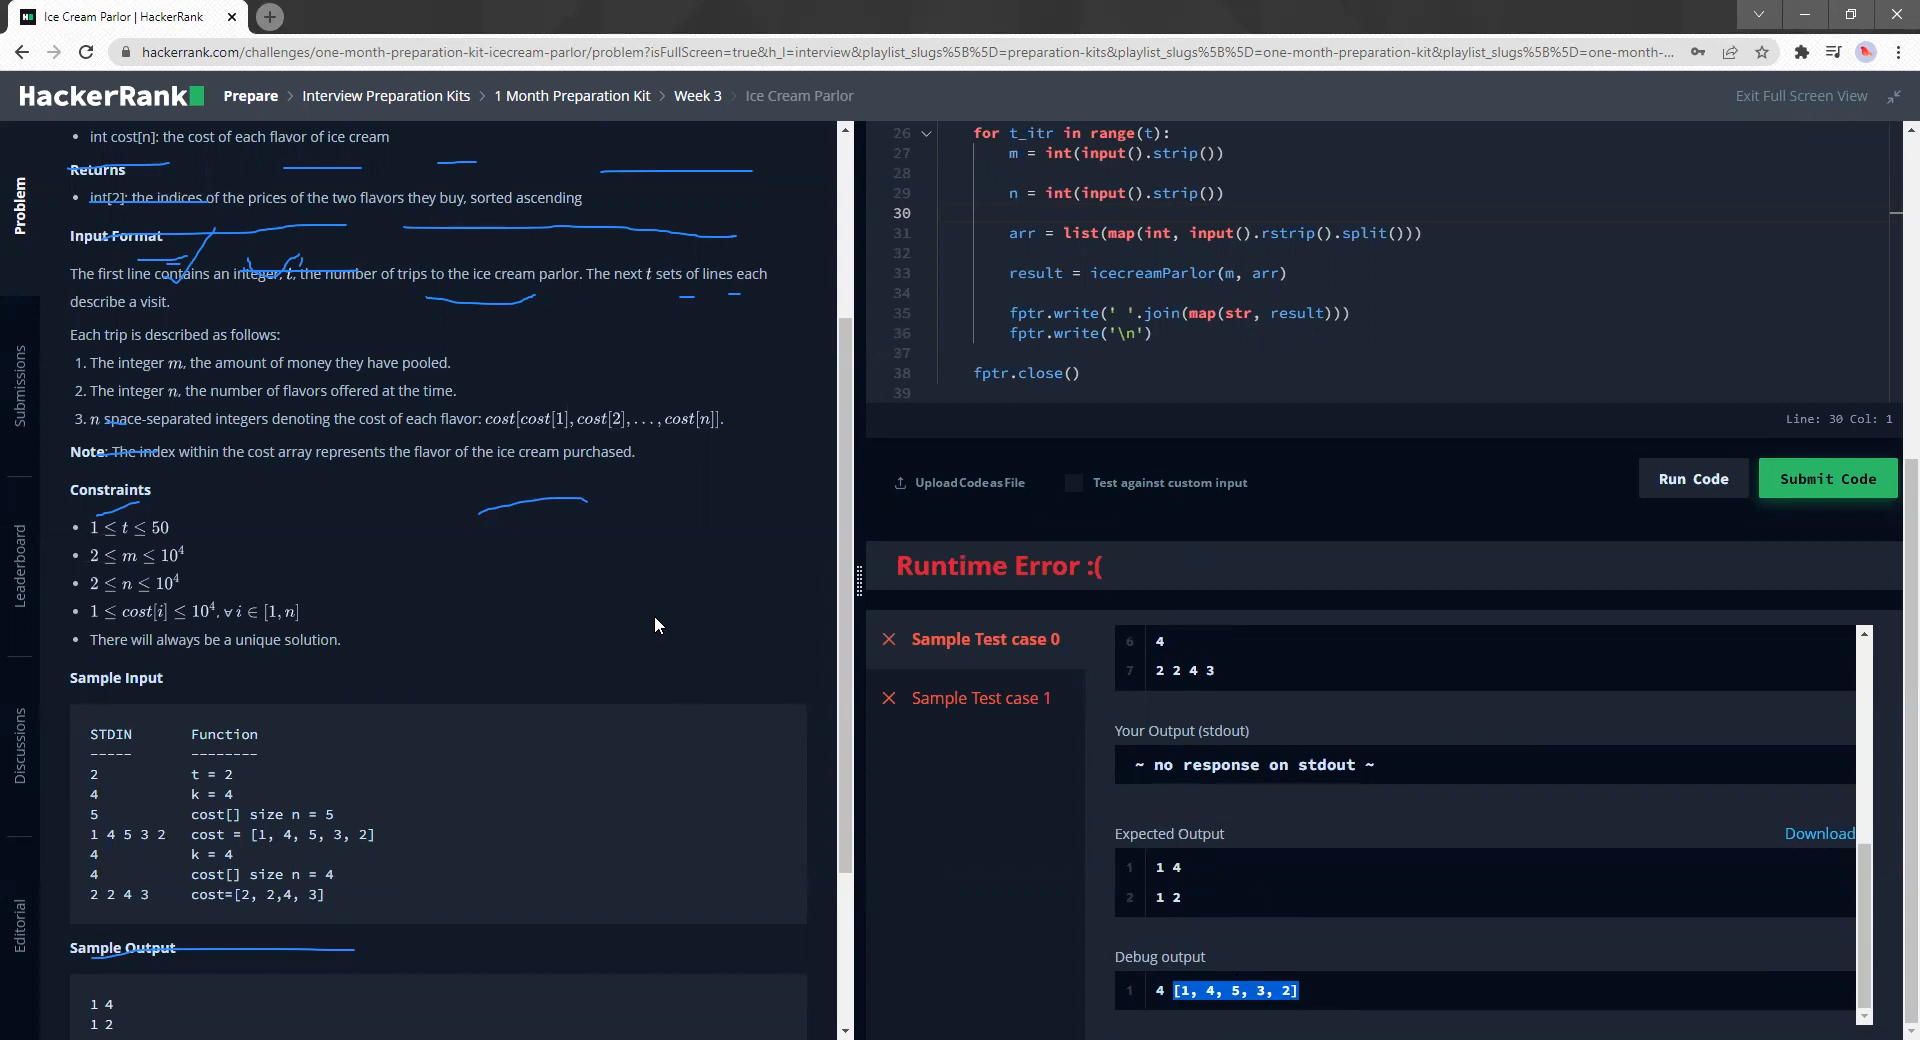 Ice Cream Parlor | HackerRank
hackerrank.com/challenges/one-month-preparation-kit-icecream-parlor/problem?isFullScreen=true&h_l=interview&playlist_slugs%5B%5D=preparation-kits&playlist_slugs%5B%5D=one-month-preparation-kit&playlist_slugs%5B%5D=one-month-...
HackerRank Prepare > Interview Preparation Kits > 1 Month Preparation Kit > Week 3 > Ice Cream Parlor
Exit Full Screen View
Problem
Submissions
Leaderboard
Discussions
Editorial
• int cost[n]: the cost of each flavor of ice cream
Returns
• int[2]: the indices of the prices of the two flavors they buy, sorted ascending
Input Format
The first line contains an integer, t, the number of trips to the ice cream parlor. The next t sets of lines each
describe a visit.
Each trip is described as follows:
1. The integer m, the amount of money they have pooled.
2. The integer n, the number of flavors offered at the time.
3. n space-separated integers denoting the cost of each flavor: cost[cost[1], cost[2], . . . , cost[n]].
Note: The index within the cost array represents the flavor of the ice cream purchased.
Constraints
• 1 ≤ t ≤ 50
• 2 ≤ m ≤ 10⁴
• 2 ≤ n ≤ 10⁴
• 1 ≤ cost[i] ≤ 10⁴, ∀ i ∈ [1, n]
• There will always be a unique solution.
Sample Input
STDIN Function
----- --------
2 t = 2
4 k = 4
5 cost[] size n = 5
1 4 5 3 2 cost = [1, 4, 5, 3, 2]
4 k = 4
4 cost[] size n = 4
2 2 4 3 cost=[2, 2,4, 3]
Sample Output
1 4
1 2
26 for t_itr in range(t):
27 m = int(input().strip())
28
29 n = int(input().strip())
30
31 arr = list(map(int, input().rstrip().split()))
32
33 result = icecreamParlor(m, arr)
34
35 fptr.write(' '.join(map(str, result)))
36 fptr.write('\n')
37
38 fptr.close()
39
Line: 30 Col: 1
Upload Code as File
Test against custom input
Run Code
Submit Code
Runtime Error :(
Sample Test case 0
Sample Test case 1
6 4
7 2 2 4 3
Your Output (stdout)
~ no response on stdout ~
Expected Output
Download
1 1 4
2 1 2
Debug output
1 4 [1, 4, 5, 3, 2]